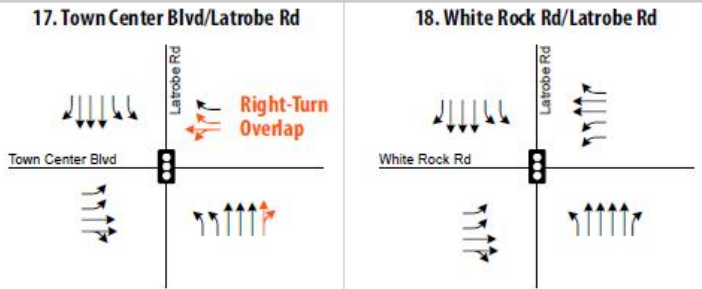 17. Town Center Blvd/Latrobe Rd
Latrobe Rd
Right-Turn
Overlap
Town Center Blvd
18. White Rock Rd/Latrobe Rd
Latrobe Rd
White Rock Rd